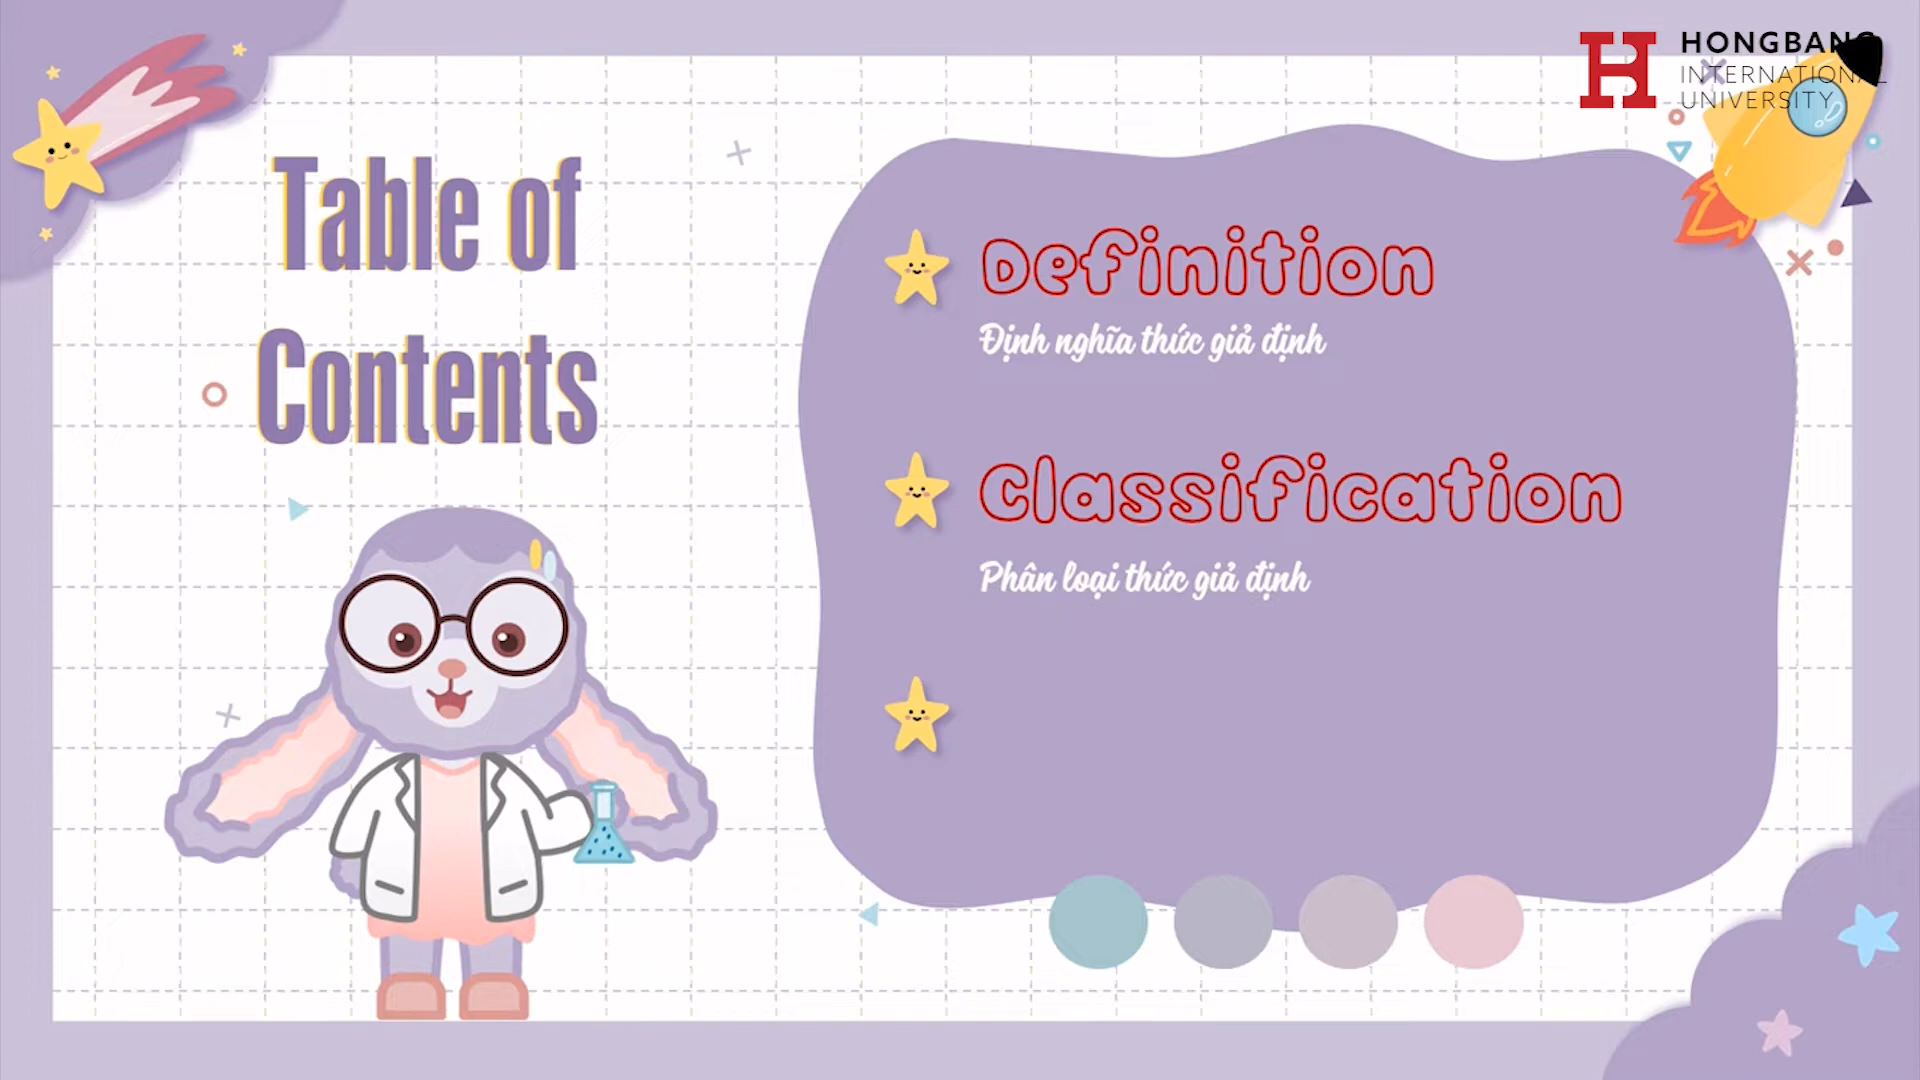 HONGBANG
INTERNATIONAL
UNIVERSITY
Table of
Contents
Definition
Định nghĩa thức giả định
Classification
Phân loại thức giả định